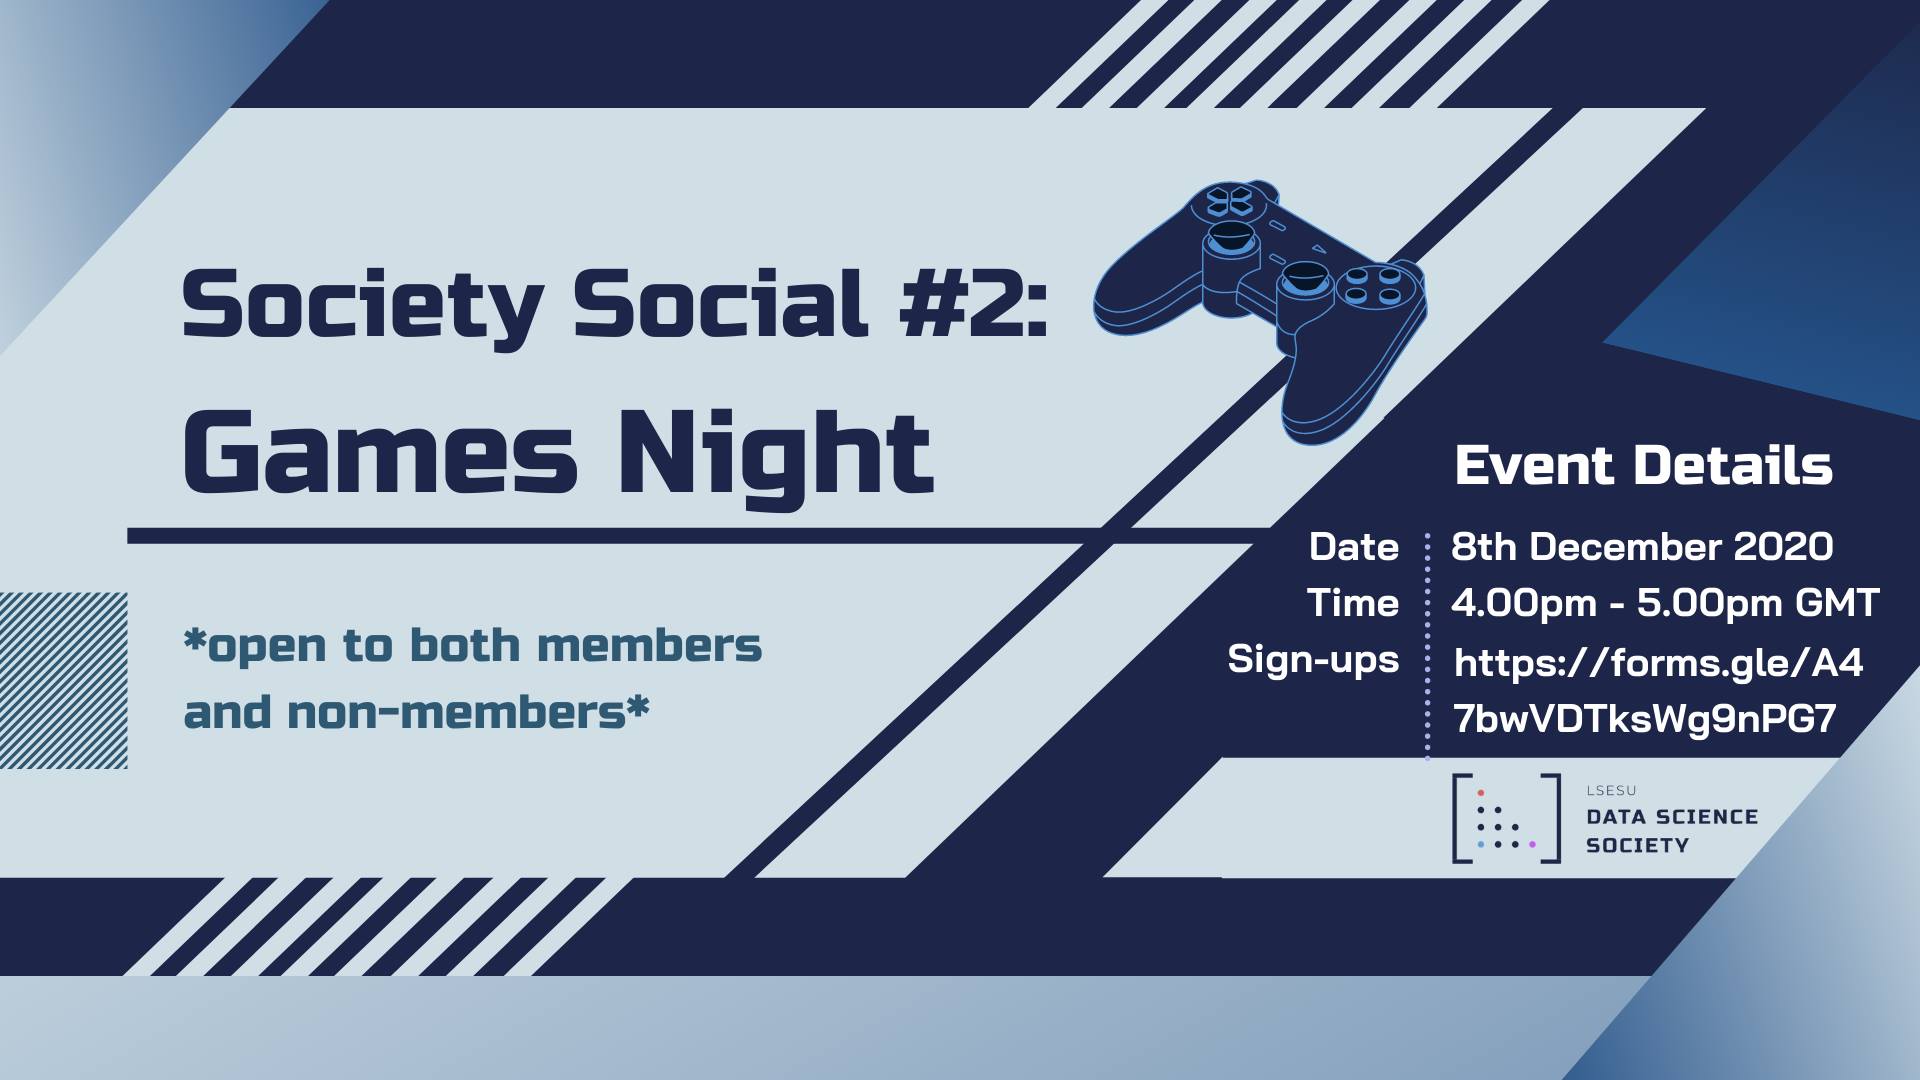 Society Social #2:
Games Night
*open to both members
and non-members*
Event Details
Date 8th December 2020
Time 4.00pm - 5.00pm GMT
Sign-ups https://forms.gle/A4
7bwVDTksWg9nPG7
LSESU
DATA SCIENCE
SOCIETY